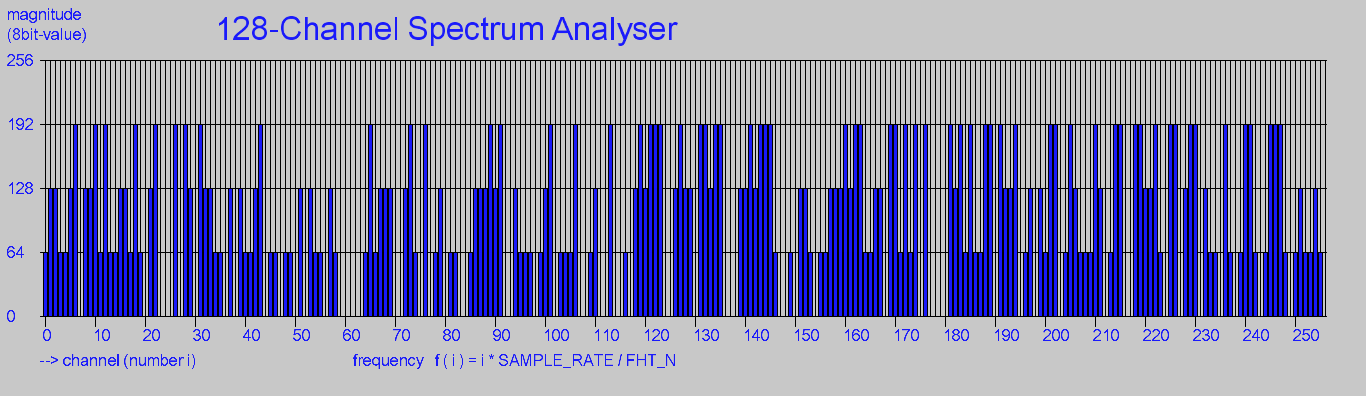 magnitude
(8bit-value)
128-Channel Spectrum Analyser
256
192
128
64
0
0 10 20 30 40 50 60 70 80 90 100 110 120 130 140 150 160 170 180 190 200 210 220 230 240 250
--> channel (number i) frequency f ( i ) = i * SAMPLE_RATE / FHT_N